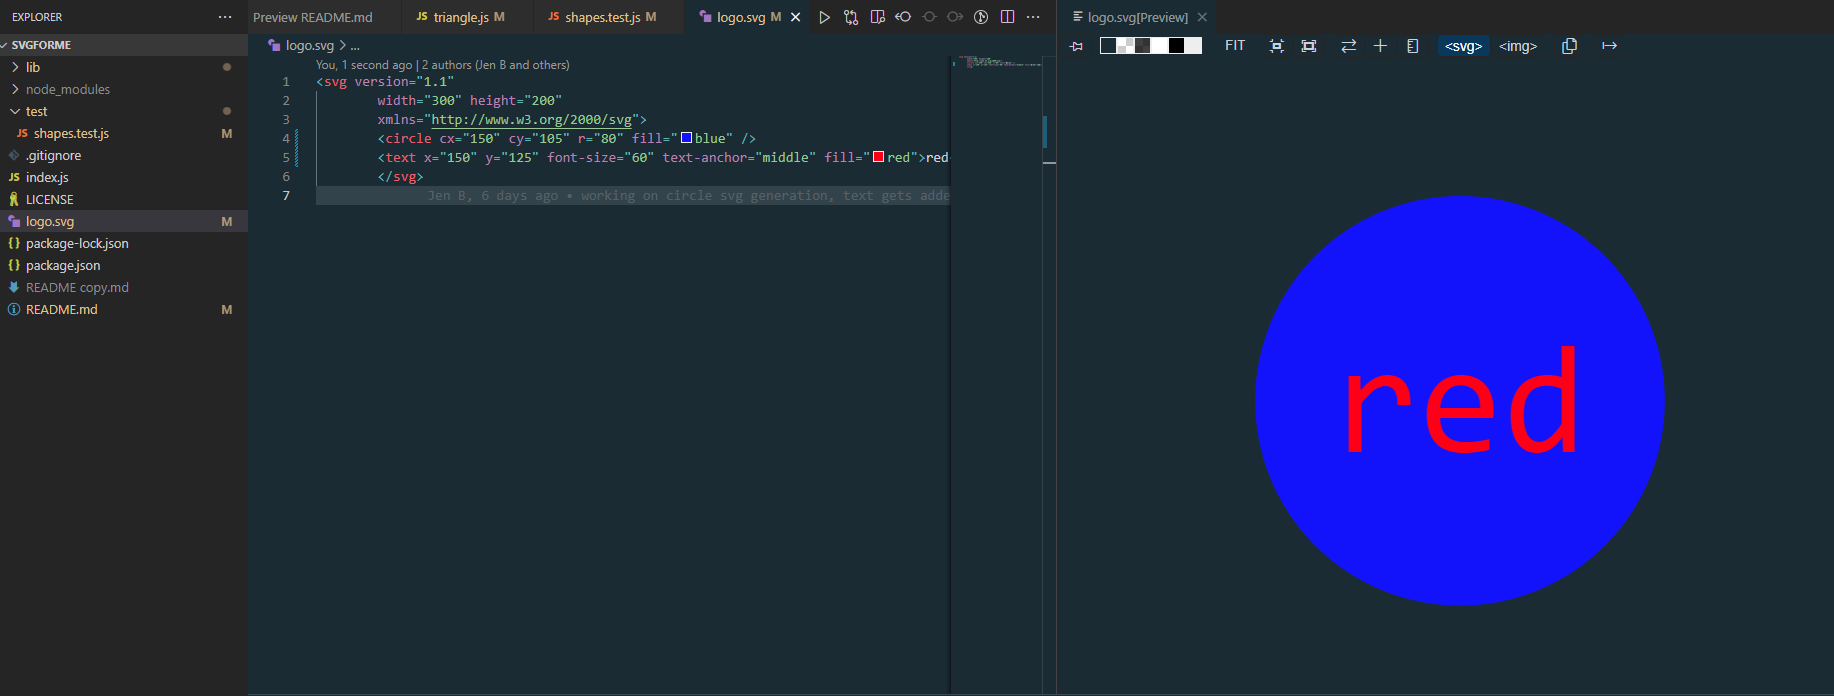 EXPLORER ...
SVGFORME
lib
node_modules
test
JS shapes.test.js M
.gitignore
JS index.js
LICENSE
logo.svg M
{} package-lock.json
{} package.json
README copy.md
README.md M
Preview README.md
JS triangle.js M
JS shapes.test.js M
logo.svg M
logo.svg > ...
You, 1 second ago | 2 authors (Jen B and others)
1 <svg version="1.1"
2 width="300" height="200"
3 xmlns="http://www.w3.org/2000/svg">
4 <circle cx="150" cy="105" r="80" fill="blue" />
5 <text x="150" y="125" font-size="60" text-anchor="middle" fill="red">red
6 </svg>
7 Jen B, 6 days ago • working on circle svg generation, text gets adde
logo.svg[Preview]
FIT <svg> <img>
red